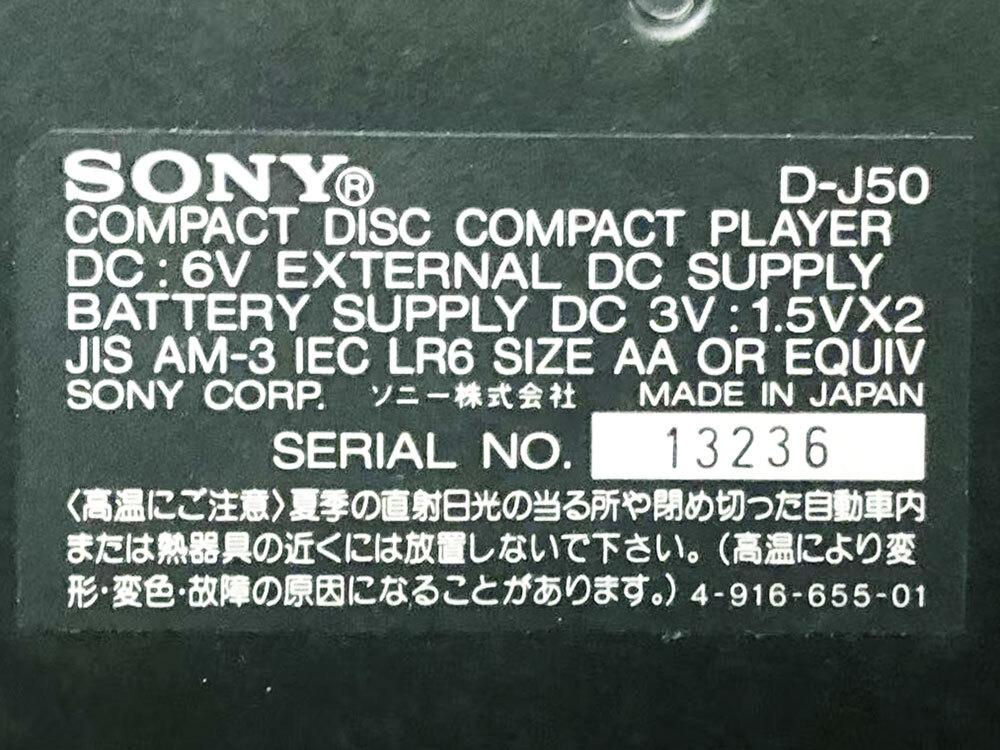 SONY® D-J50
COMPACT DISC COMPACT PLAYER
DC : 6V EXTERNAL DC SUPPLY
BATTERY SUPPLY DC 3V : 1.5VX2
JIS AM-3 IEC LR6 SIZE AA OR EQUIV
SONY CORP. ソニー株式会社 MADE IN JAPAN
SERIAL NO. 13236
〈高温にご注意〉夏季の直射日光の当る所や閉め切った自動車内
または熱器具の近くには放置しないで下さい。(高温により変
形・変色・故障の原因になることがあります。) 4-916-655-01